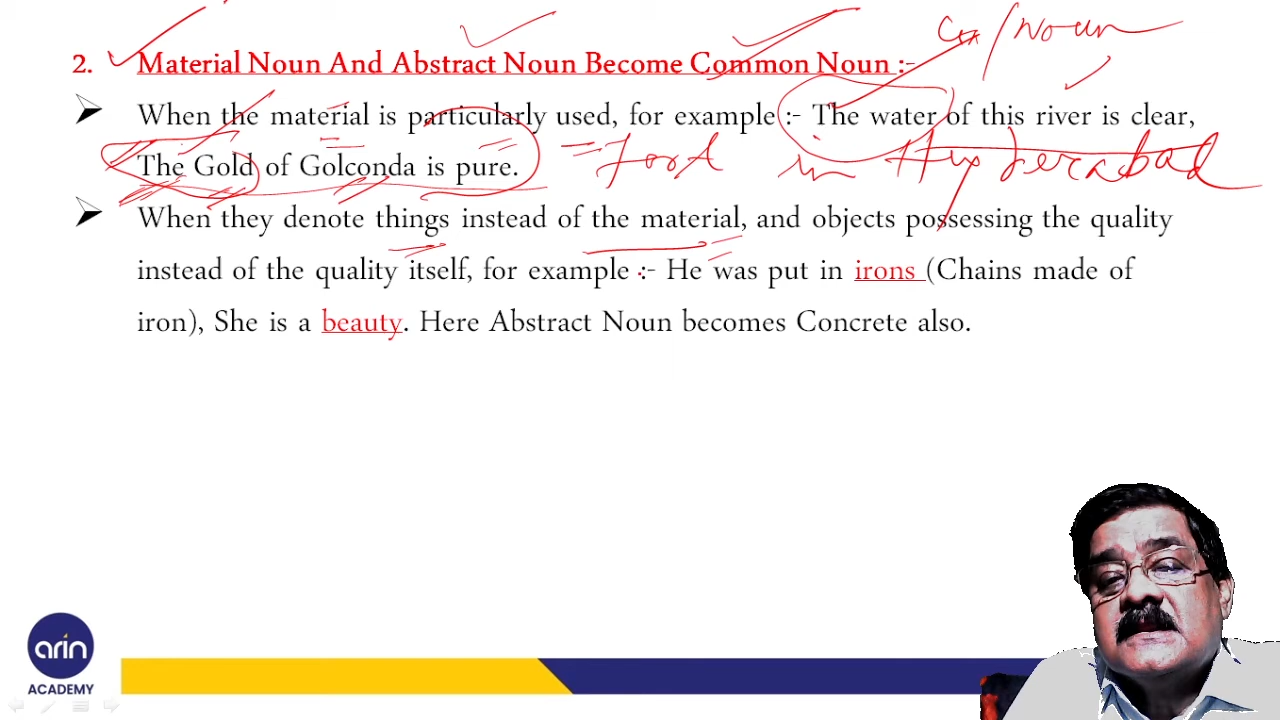 Noun
2. Material Noun And Abstract Noun Become Common Noun :-
➤ When the material is particularly used, for example :- The water of this river is clear,
The Gold of Golconda is pure. = Fort in Hyderabad
➤ When they denote things instead of the material, and objects possessing the quality
instead of the quality itself, for example :- He was put in irons (Chains made of
iron), She is a beauty. Here Abstract Noun becomes Concrete also.
arin
ACADEMY